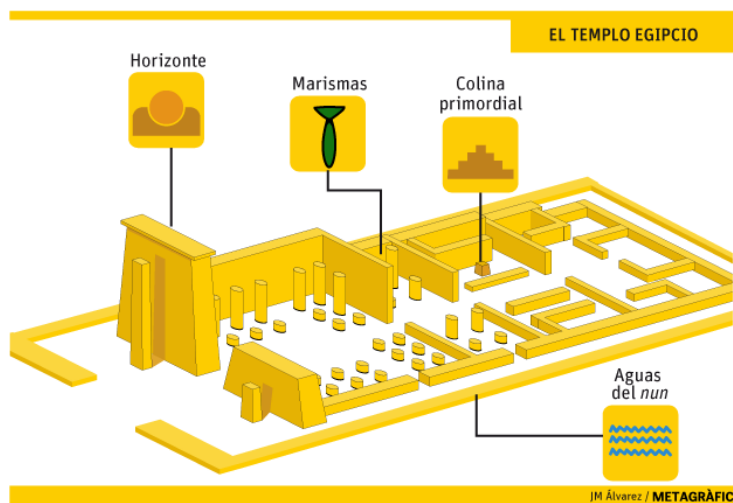 EL TEMPLO EGIPCIO
Horizonte
Marismas
Colina
primordial
Aguas
del nun
JM Álvarez / METAGRÀFIC